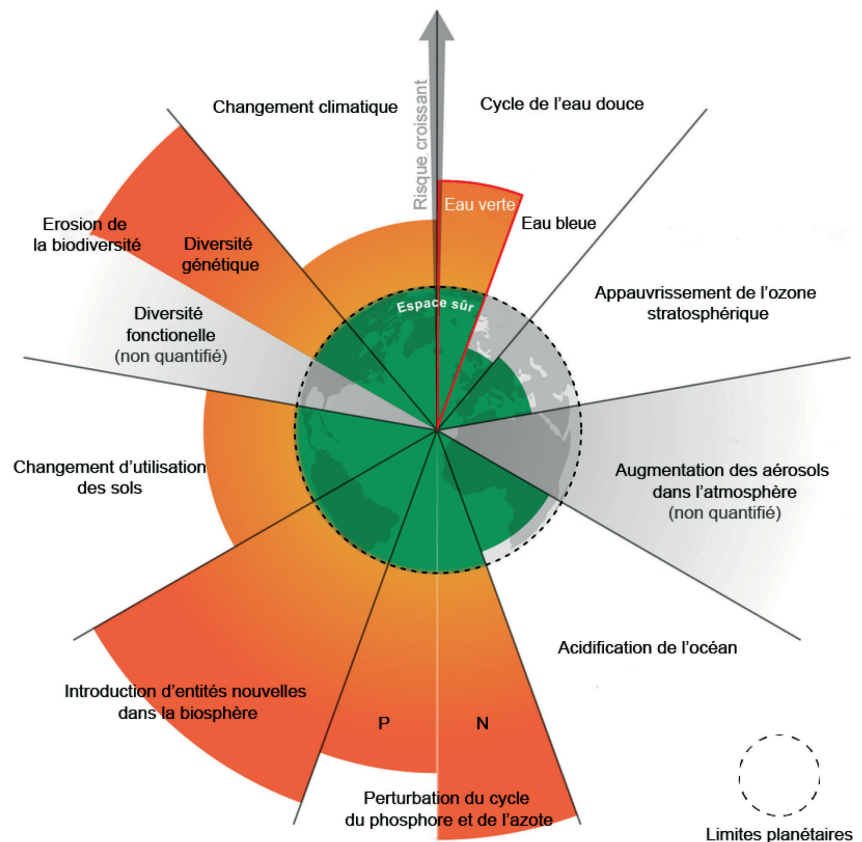 Changement climatique
Risque croissant
Cycle de l'eau douce
Eau verte
Eau bleue
Erosion de
la biodiversité
Diversité
génétique
Espace sûr
Appauvrissement de l'ozone
stratosphérique
Diversité
fonctionelle
(non quantifié)
Changement d'utilisation
des sols
Augmentation des aérosols
dans l'atmosphère
(non quantifié)
Acidification de l'océan
Introduction d'entités nouvelles
dans la biosphère
P
N
Perturbation du cycle
du phosphore et de l'azote
Limites planétaires